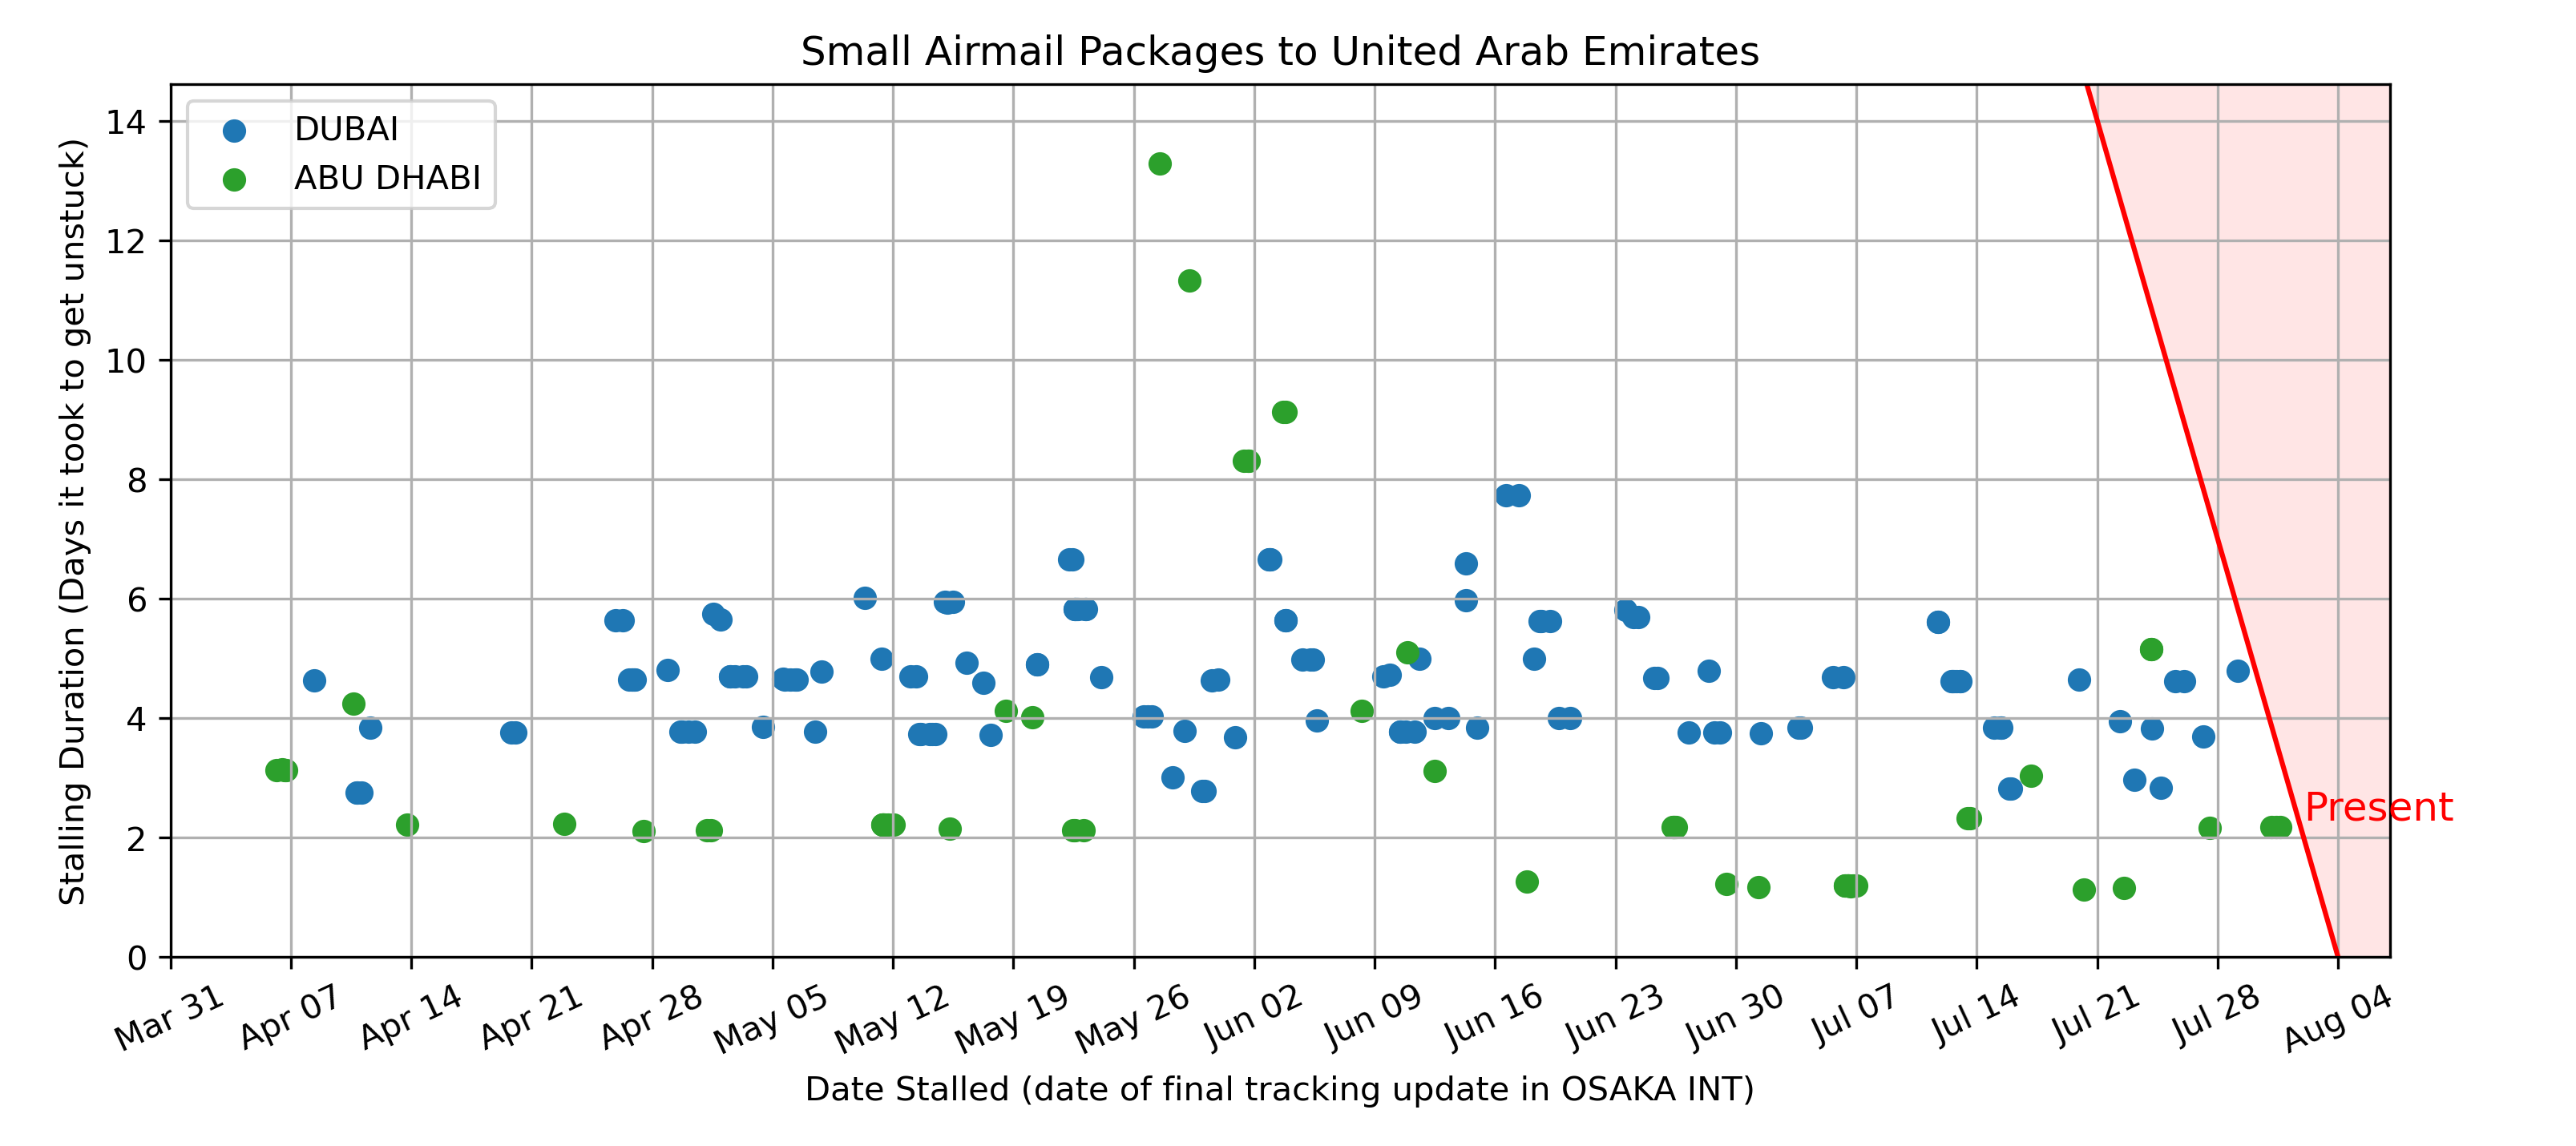 Small Airmail Packages to United Arab Emirates
DUBAI
ABU DHABI
Stalling Duration (Days it took to get unstuck)
14
12
10
8
6
4
2
0
Present
Mar 31 Apr 07 Apr 14 Apr 21 Apr 28 May 05 May 12 May 19 May 26 Jun 02 Jun 09 Jun 16 Jun 23 Jun 30 Jul 07 Jul 14 Jul 21 Jul 28 Aug 04
Date Stalled (date of final tracking update in OSAKA INT)